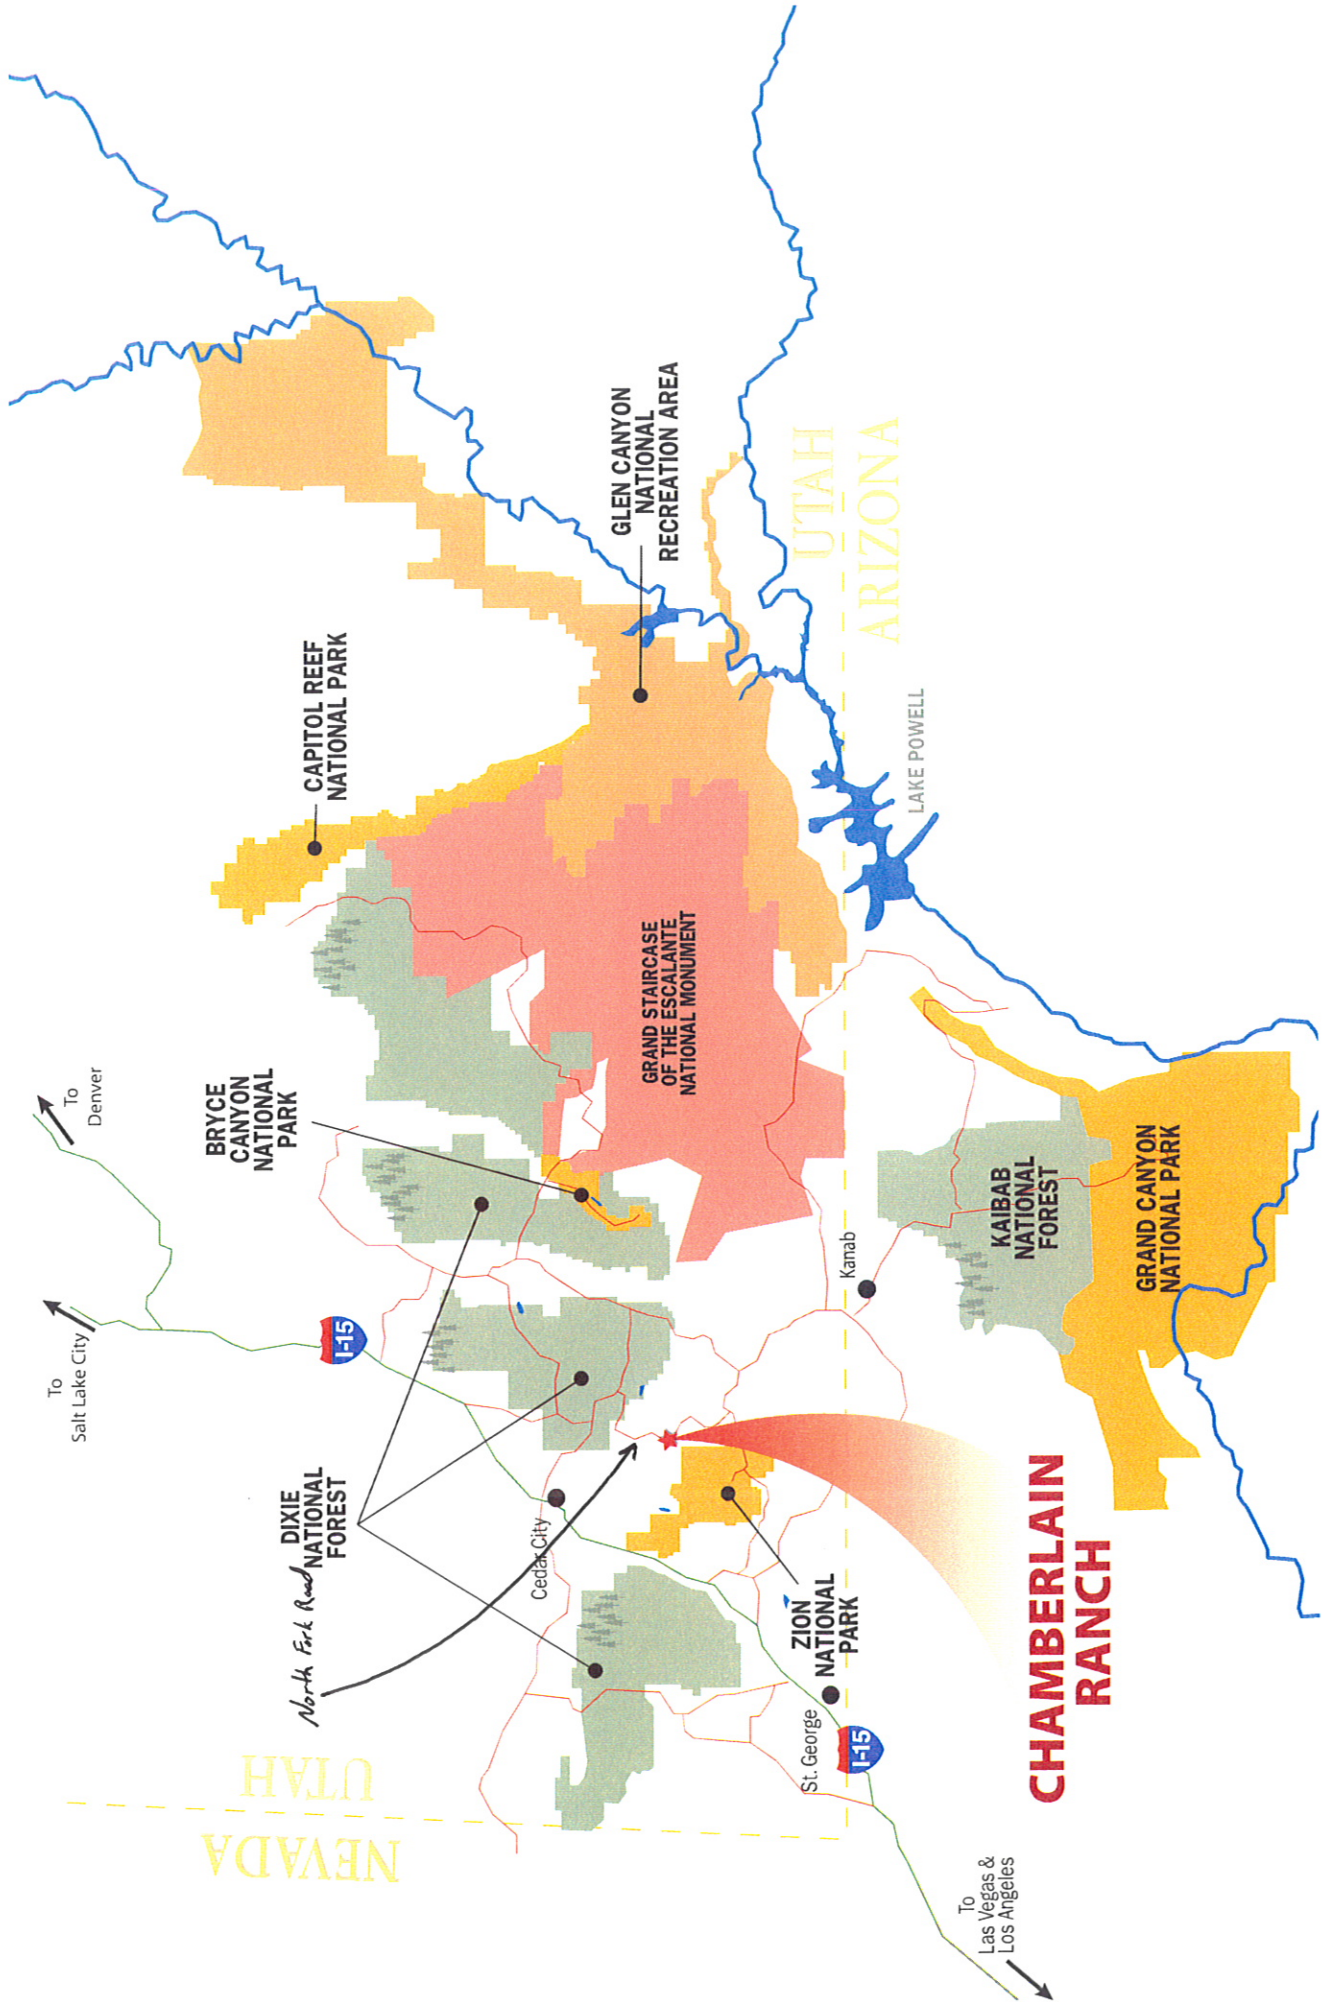 To
Salt Lake City
To
Denver
I-15
BRYCE
CANYON
NATIONAL
PARK
CAPITOL REEF
NATIONAL PARK
DIXIE
NATIONAL
FOREST
North Fork Road
Cedar City
GLEN CANYON
NATIONAL
RECREATION AREA
GRAND STAIRCASE
OF THE ESCALANTE
NATIONAL MONUMENT
NEVADA
UTAH
ZION
NATIONAL
PARK
St. George
I-15
Kanab
UTAH
ARIZONA
LAKE POWELL
KAIBAB
NATIONAL
FOREST
GRAND CANYON
NATIONAL PARK
CHAMBERLAIN
RANCH
To
Las Vegas &
Los Angeles